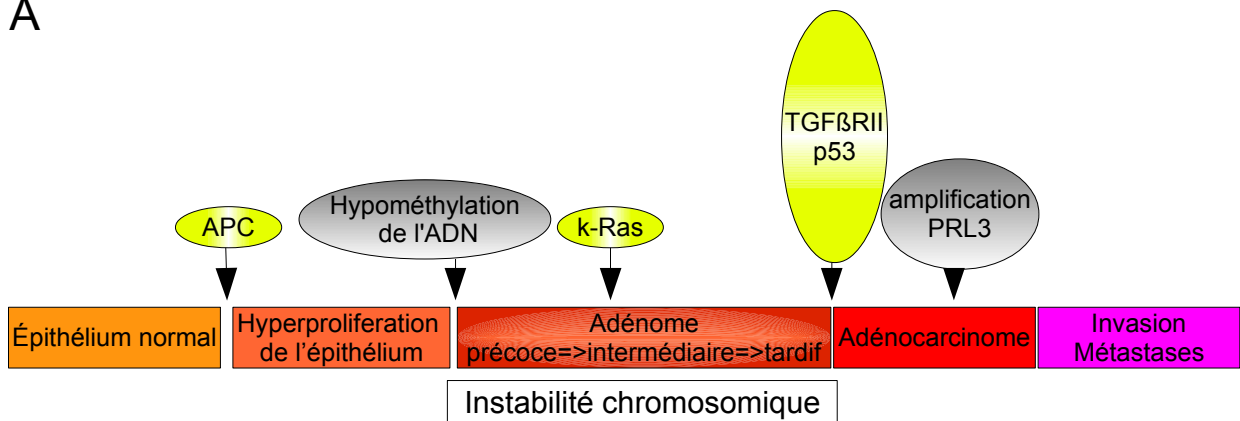 A
TGFßRII
p53
APC
Hypométhylation
de l'ADN
k-Ras
amplification
PRL3
Épithélium normal
Hyperproliferation
de l'épithélium
Adénome
précoce=>intermédiaire=>tardif
Adénocarcinome
Invasion
Métastases
Instabilité chromosomique